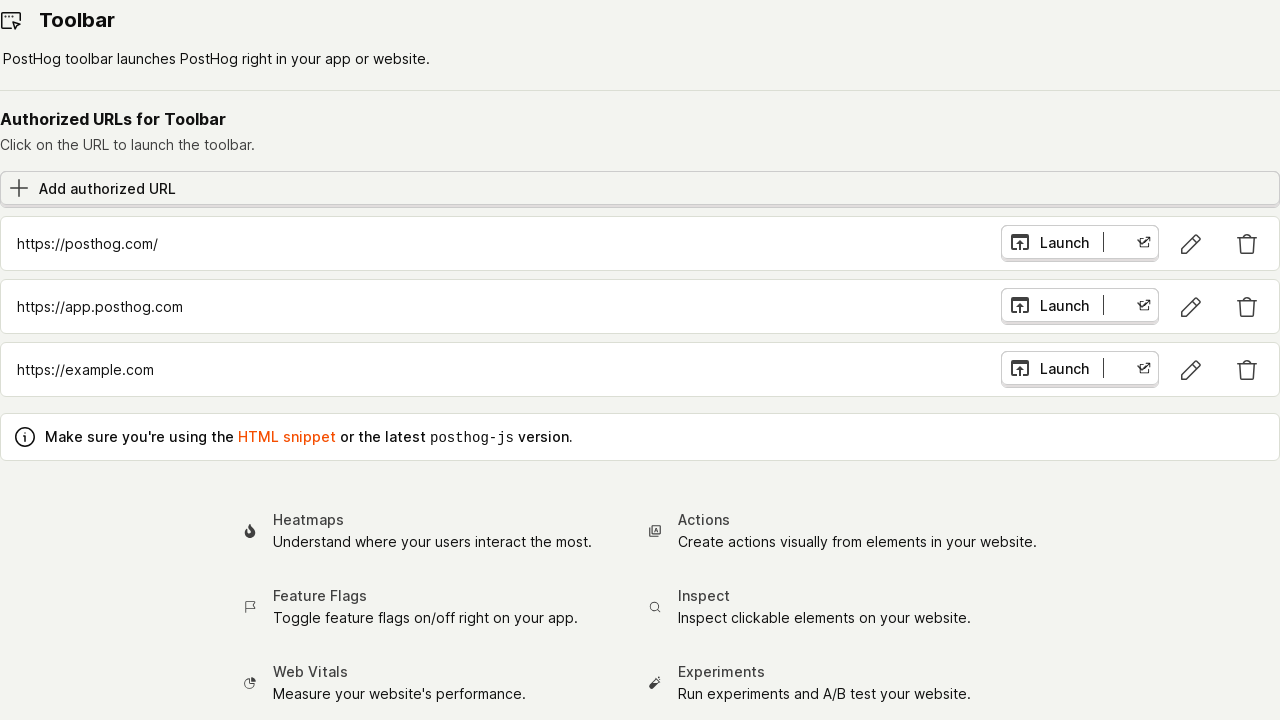 Toolbar
PostHog toolbar launches PostHog right in your app or website.
Authorized URLs for Toolbar
Click on the URL to launch the toolbar.
Add authorized URL
https://posthog.com/
Launch
https://app.posthog.com
Launch
https://example.com
Launch
Make sure you're using the HTML snippet or the latest posthog-js version.
Heatmaps
Understand where your users interact the most.
Actions
Create actions visually from elements in your website.
Feature Flags
Toggle feature flags on/off right on your app.
Inspect
Inspect clickable elements on your website.
Web Vitals
Measure your website's performance.
Experiments
Run experiments and A/B test your website.